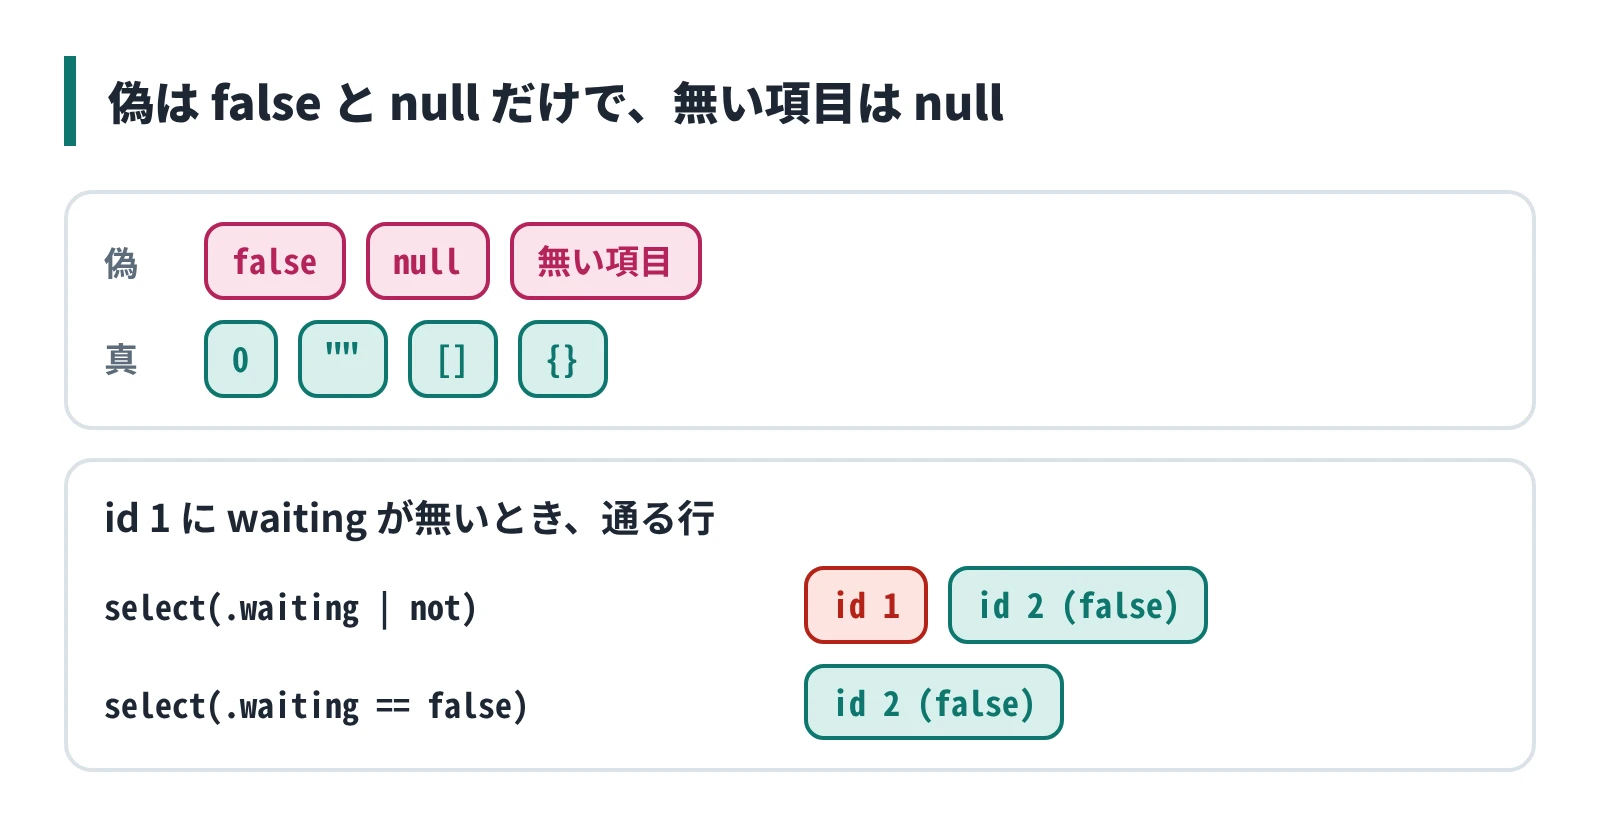 偽は false と null だけで、無い項目は null
偽 false null 無い項目
真 0 "" [] {}
id 1 に waiting が無いとき、通る行
select(.waiting | not) id 1 id 2 (false)
select(.waiting == false) id 2 (false)